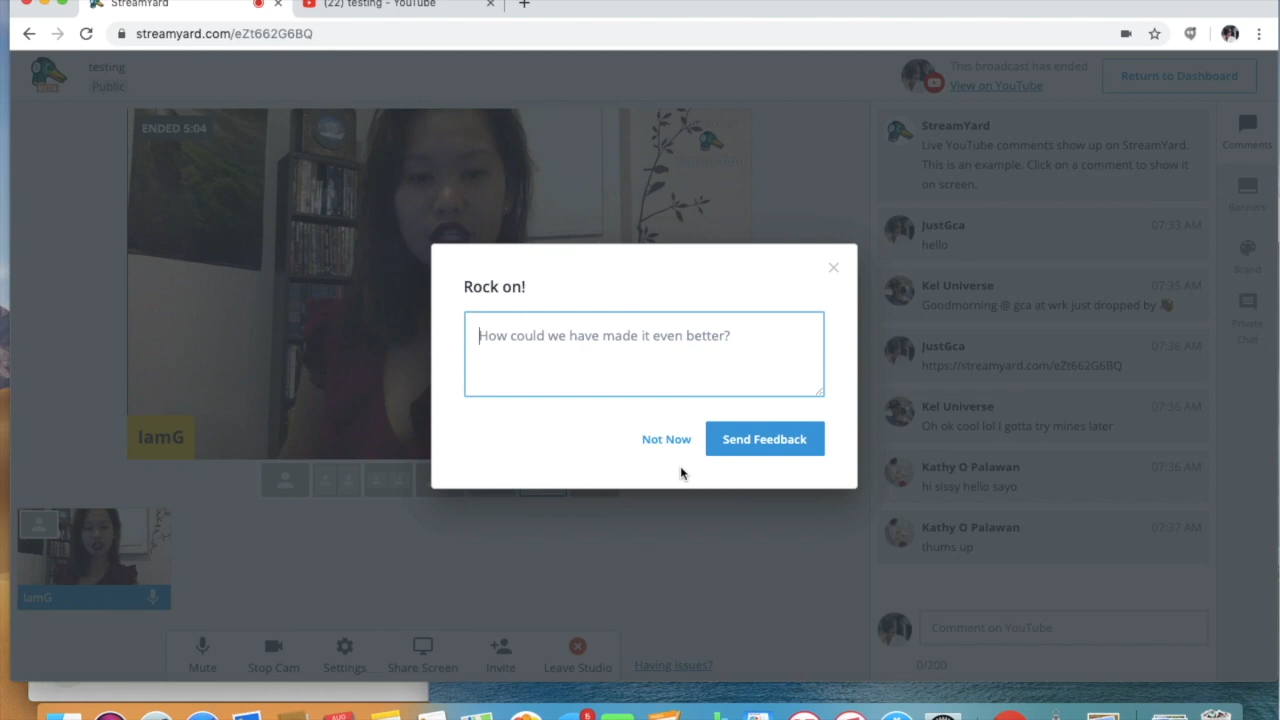 StreamYard
(22) testing - YouTube
streamyard.com/eZt662G6BQ
testing
Public
BETA
This broadcast has ended
View on YouTube
Return to Dashboard
ENDED 5:04
IamG
StreamYard
Live YouTube comments show up on StreamYard.
This is an example. Click on a comment to show it
on screen.
JustGca 07:33 AM
hello
Kel Universe 07:35 AM
Goodmorning @ gca at wrk just dropped by 👋🏾
JustGca 07:36 AM
https://streamyard.com/eZt662G6BQ
Kel Universe 07:36 AM
Oh ok cool lol I gotta try mines later
Kathy O Palawan 07:36 AM
hi sissy hello sayo
Kathy O Palawan 07:37 AM
thums up
Comment on YouTube
0/200
Comments
Banners
Brand
Private
Chat
Rock on!
How could we have made it even better?
Not Now
Send Feedback
IamG
Mute
Stop Cam
Settings
Share Screen
Invite
Leave Studio
Having Issues?
AUG
5